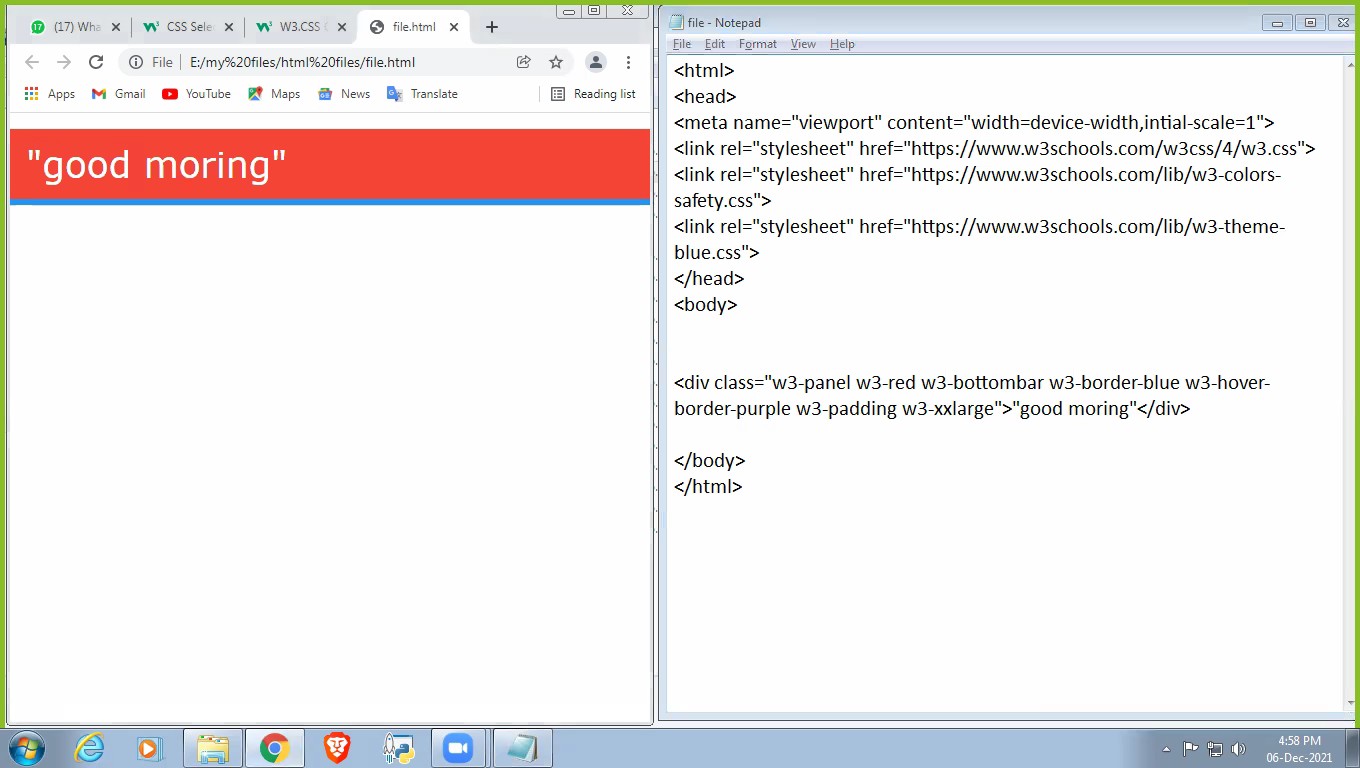 (17) Wha
CSS Sele
W3.CSS
file.html
File
E:/my%20files/html%20files/file.html
Apps
Gmail
YouTube
Maps
News
Translate
Reading list
"good moring"
file - Notepad
File Edit Format View Help
<html>
<head>
<meta name="viewport" content="width=device-width,intial-scale=1">
<link rel="stylesheet" href="https://www.w3schools.com/w3css/4/w3.css">
<link rel="stylesheet" href="https://www.w3schools.com/lib/w3-colors-
safety.css">
<link rel="stylesheet" href="https://www.w3schools.com/lib/w3-theme-
blue.css">
</head>
<body>
<div class="w3-panel w3-red w3-bottombar w3-border-blue w3-hover-
border-purple w3-padding w3-xxlarge">"good moring"</div>
</body>
</html>
4:58 PM
06-Dec-2021